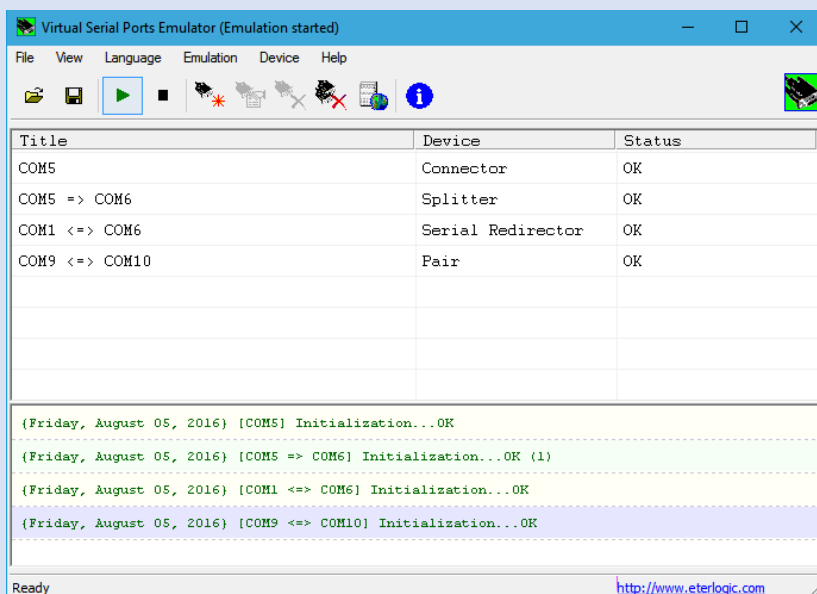 Virtual Serial Ports Emulator (Emulation started)
File View Language Emulation Device Help
Title Device Status
COM5 Connector OK
COM5 => COM6 Splitter OK
COM1 <=> COM6 Serial Redirector OK
COM9 <=> COM10 Pair OK
{Friday, August 05, 2016} [COM5] Initialization...OK
{Friday, August 05, 2016} [COM5 => COM6] Initialization...OK (1)
{Friday, August 05, 2016} [COM1 <=> COM6] Initialization...OK
{Friday, August 05, 2016} [COM9 <=> COM10] Initialization...OK
Ready http://www.eterlogic.com